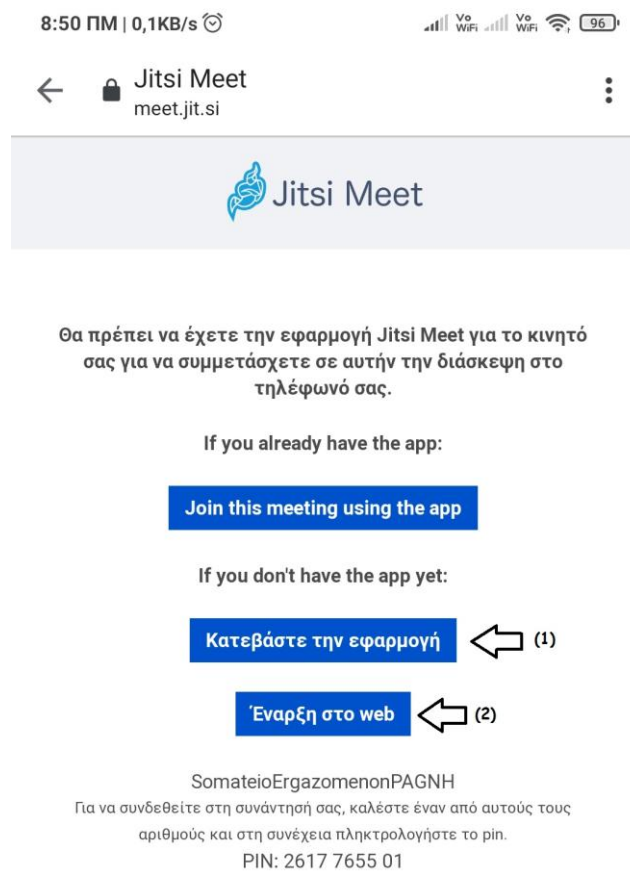 8:50 ΠΜ | 0,1KB/s
Vo WiFi Vo WiFi 96
Jitsi Meet
meet.jit.si
Jitsi Meet
Θα πρέπει να έχετε την εφαρμογή Jitsi Meet για το κινητό
σας για να συμμετάσχετε σε αυτήν την διάσκεψη στο
τηλέφωνό σας.
If you already have the app:
Join this meeting using the app
If you don't have the app yet:
Κατεβάστε την εφαρμογή (1)
Έναρξη στο web (2)
SomateioErgazomenonPAGNH
Για να συνδεθείτε στη συνάντησή σας, καλέστε έναν από αυτούς τους
αριθμούς και στη συνέχεια πληκτρολογήστε το pin.
PIN: 2617 7655 01